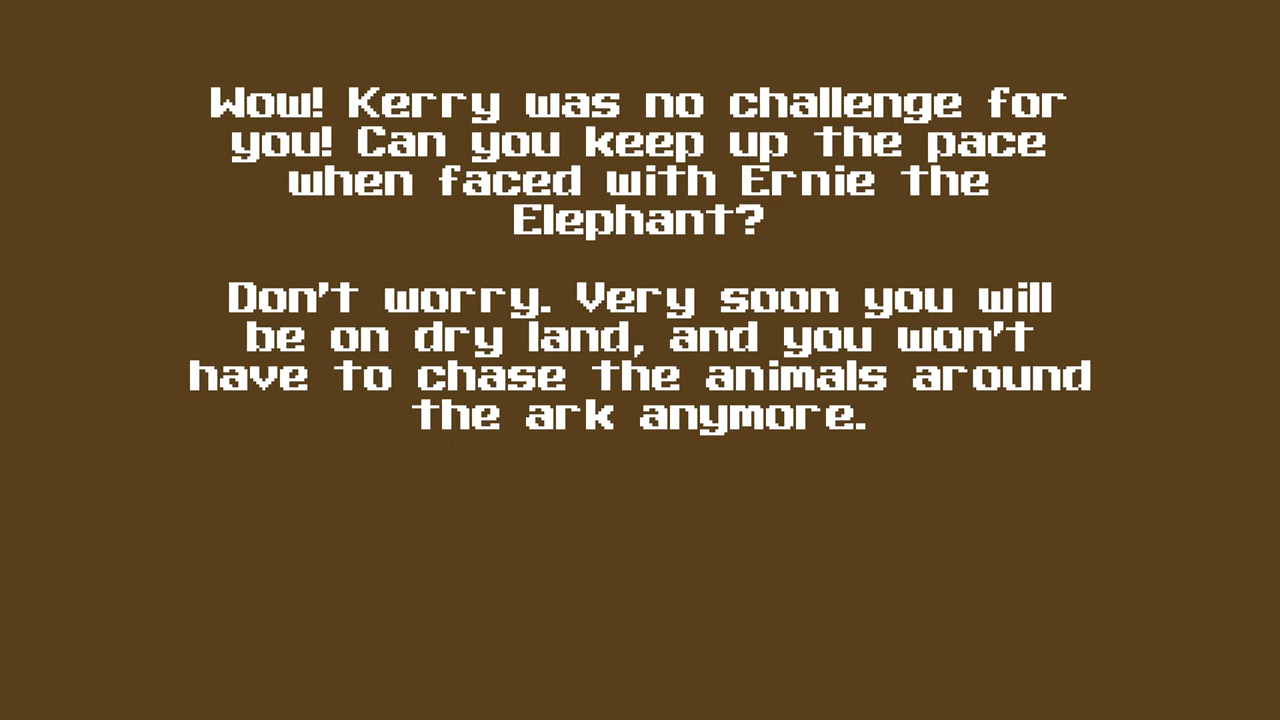 Wow! Kerry was no challenge for
you! Can you keep up the pace
when faced with Ernie the
Elephant?
Don't worry. Very soon you will
be on dry land, and you won't
have to chase the animals around
the ark anymore.